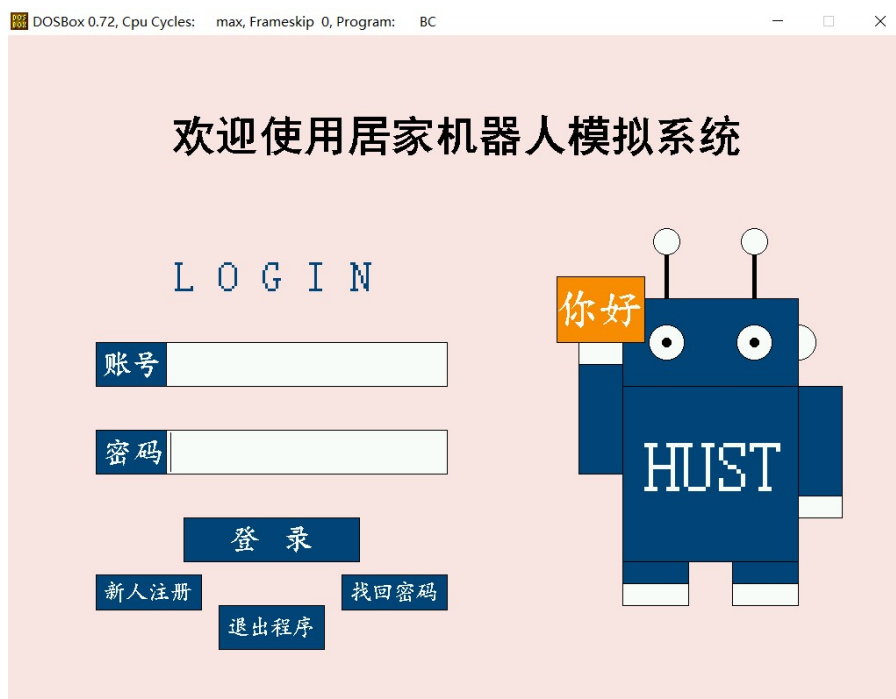 DOSBox 0.72, Cpu Cycles: max, Frameskip 0, Program: BC
欢迎使用居家机器人模拟系统
LOGIN
你好
账号
密码
HUST
登 录
新人注册
找回密码
退出程序